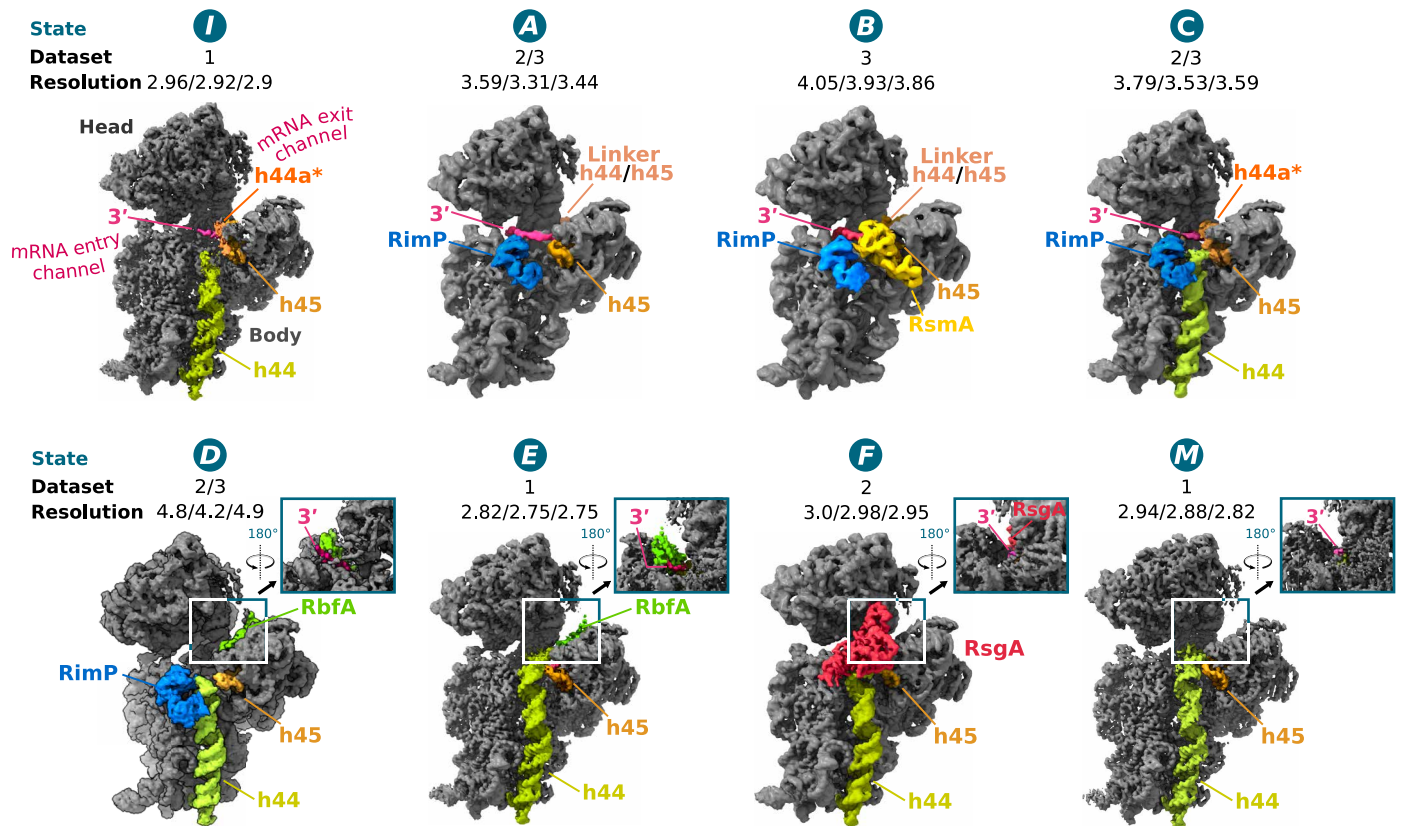 State I A B C
Dataset 1 2/3 3 2/3
Resolution 2.96/2.92/2.9 3.59/3.31/3.44 4.05/3.93/3.86 3.79/3.53/3.59
Head
mRNA exit
channel
h44a*
3′
mRNA entry
channel
h45
Body
h44
Linker
h44/h45
3′
RimP
h45
Linker
h44/h45
3′
RimP
h45
RsmA
h44a*
3′
RimP
h45
h44
State D E F M
Dataset 2/3 1 2 1
Resolution 4.8/4.2/4.9 2.82/2.75/2.75 3.0/2.98/2.95 2.94/2.88/2.82
180°
3′
RbfA
RimP
h45
h44
180°
3′
RbfA
h45
h44
180°
3′
RsgA
RsgA
h45
h44
180°
3′
h45
h44